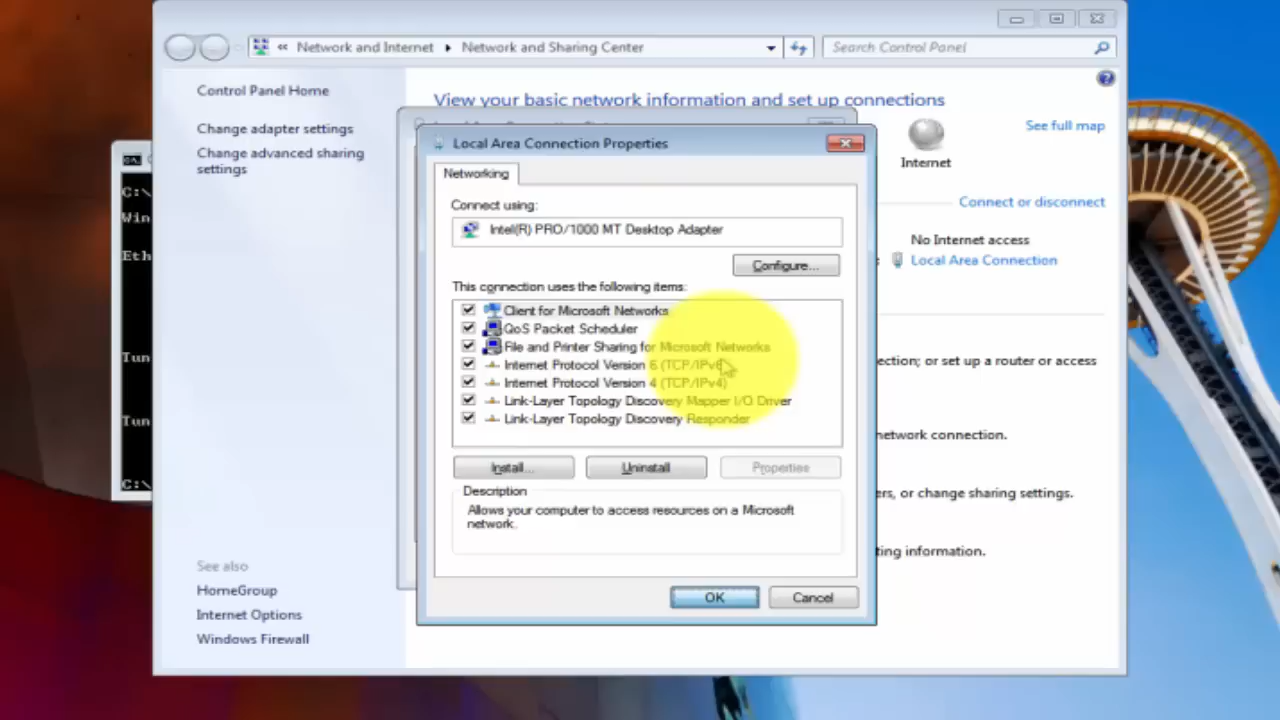 « Network and Internet ▸ Network and Sharing Center
Search Control Panel
Control Panel Home
Change adapter settings
Change advanced sharing
settings
See also
HomeGroup
Internet Options
Windows Firewall
View your basic network information and set up connections
See full map
Internet
Connect or disconnect
No Internet access
Local Area Connection
ction; or set up a router or access
network connection.
ers, or change sharing settings.
ting information.
Local Area Connection Properties
Networking
Connect using:
Intel(R) PRO/1000 MT Desktop Adapter
Configure...
This connection uses the following items:
Client for Microsoft Networks
QoS Packet Scheduler
File and Printer Sharing for Microsoft Networks
Internet Protocol Version 6 (TCP/IPv6)
Internet Protocol Version 4 (TCP/IPv4)
Link-Layer Topology Discovery Mapper I/O Driver
Link-Layer Topology Discovery Responder
Install...
Uninstall
Properties
Description
Allows your computer to access resources on a Microsoft
network.
OK
Cancel
C:\
Win
Eth
Tun
Tun
C:\